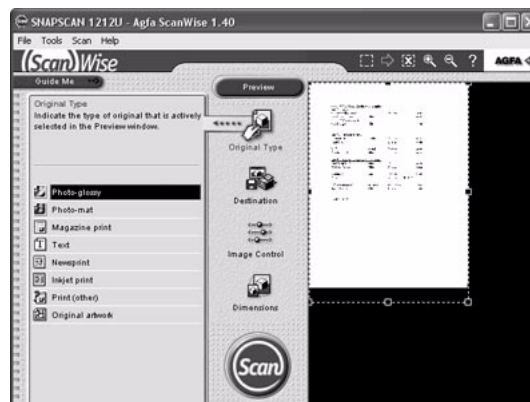 SNAPSCAN 1212U - Agfa ScanWise 1.40
File Tools Scan Help
(Scan)Wise
? AGFA
Guide Me
Preview
Original Type
Indicate the type of original that is actively
selected in the Preview window.
Original Type
Photo-glossy
Photo-mat
Magazine print
Text
Newsprint
Inkjet print
Print (other)
Original artwork
Destination
Image Control
Dimensions
Scan